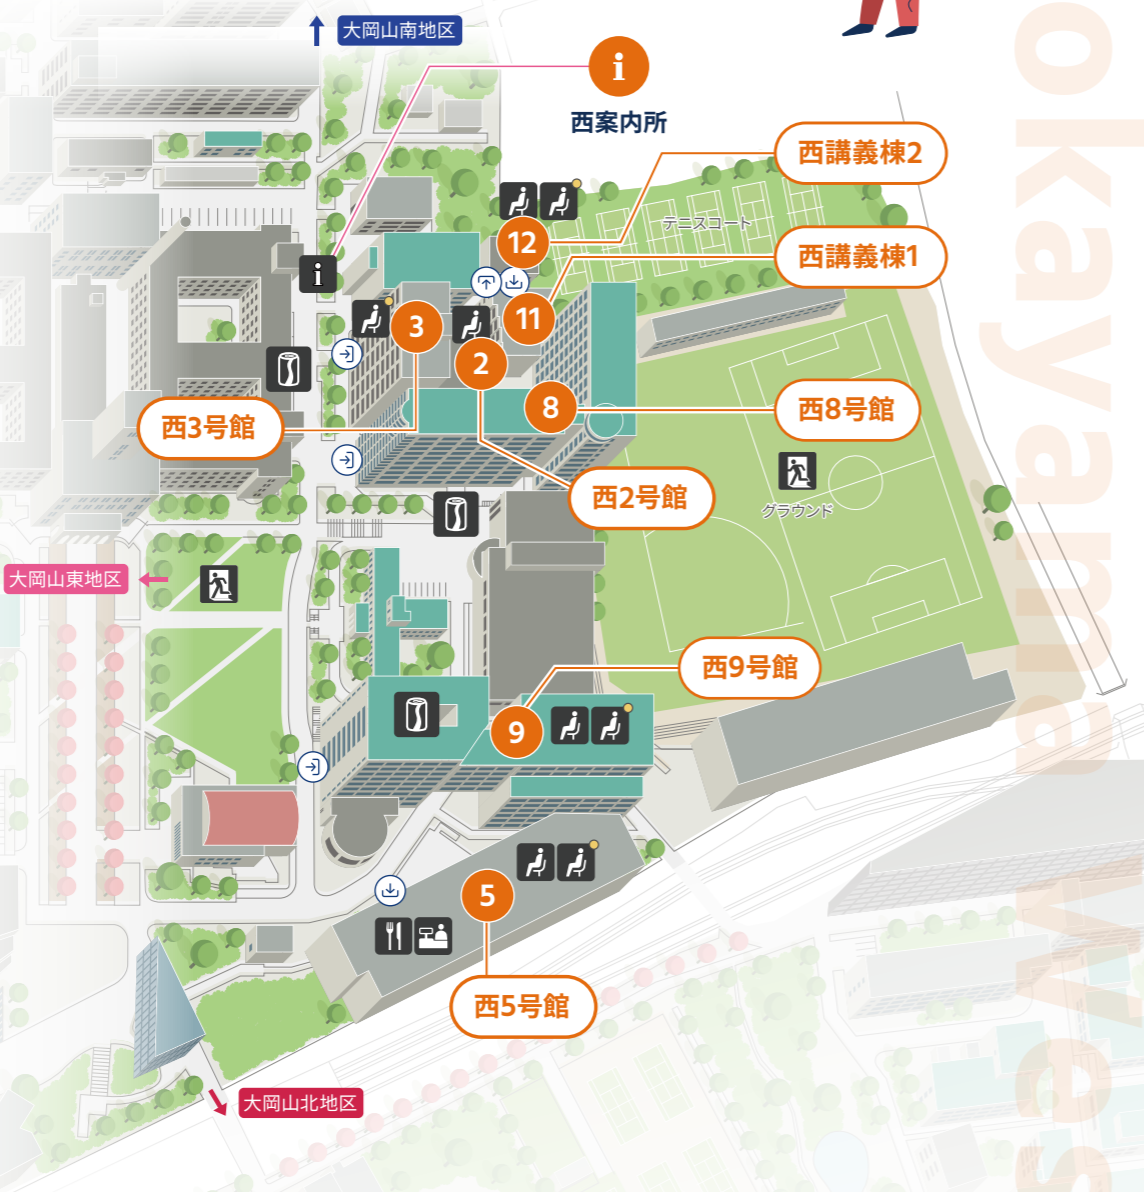 大岡山南地区
i
西案内所
西講義棟2
12
テニスコート
西講義棟1
i
11
3
2
8
西8号館
西3号館
グラウンド
西2号館
大岡山東地区
西9号館
9
5
西5号館
大岡山北地区
okayama Wes